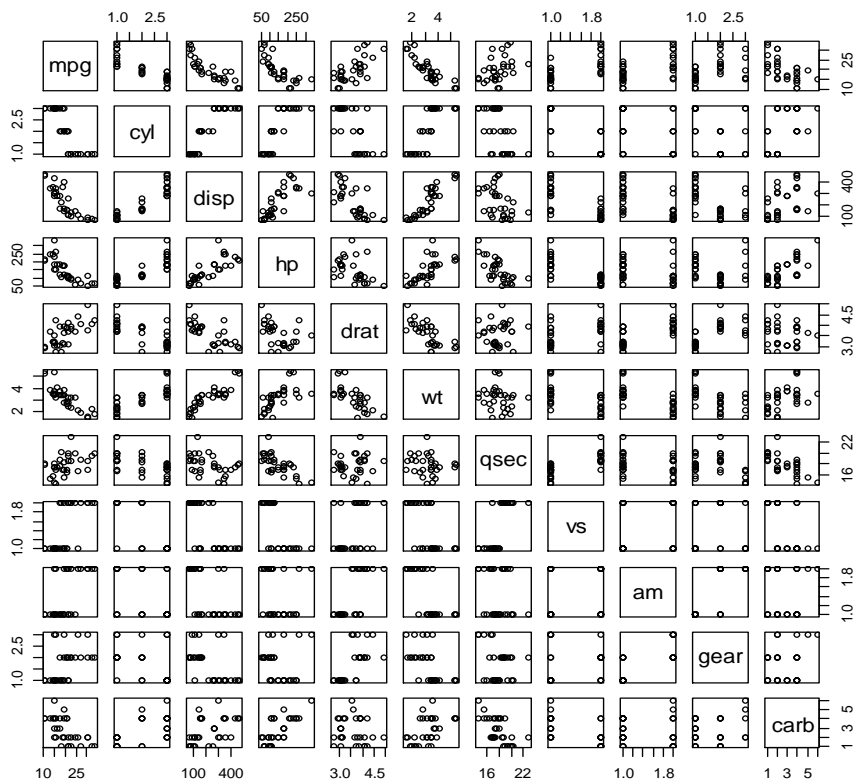 1.0 2.5 50 250 2 4 1.0 1.8 1.0 2.5
mpg 10 25
1.0 2.5 cyl
disp 100 400
50 250 hp
drat 3.0 4.5
2 4 wt
qsec 16 22
1.0 1.8 vs
am 1.0 1.8
1.0 2.5 gear
carb 1 3 5
10 25 100 400 3.0 4.5 16 22 1.0 1.8 1 3 5